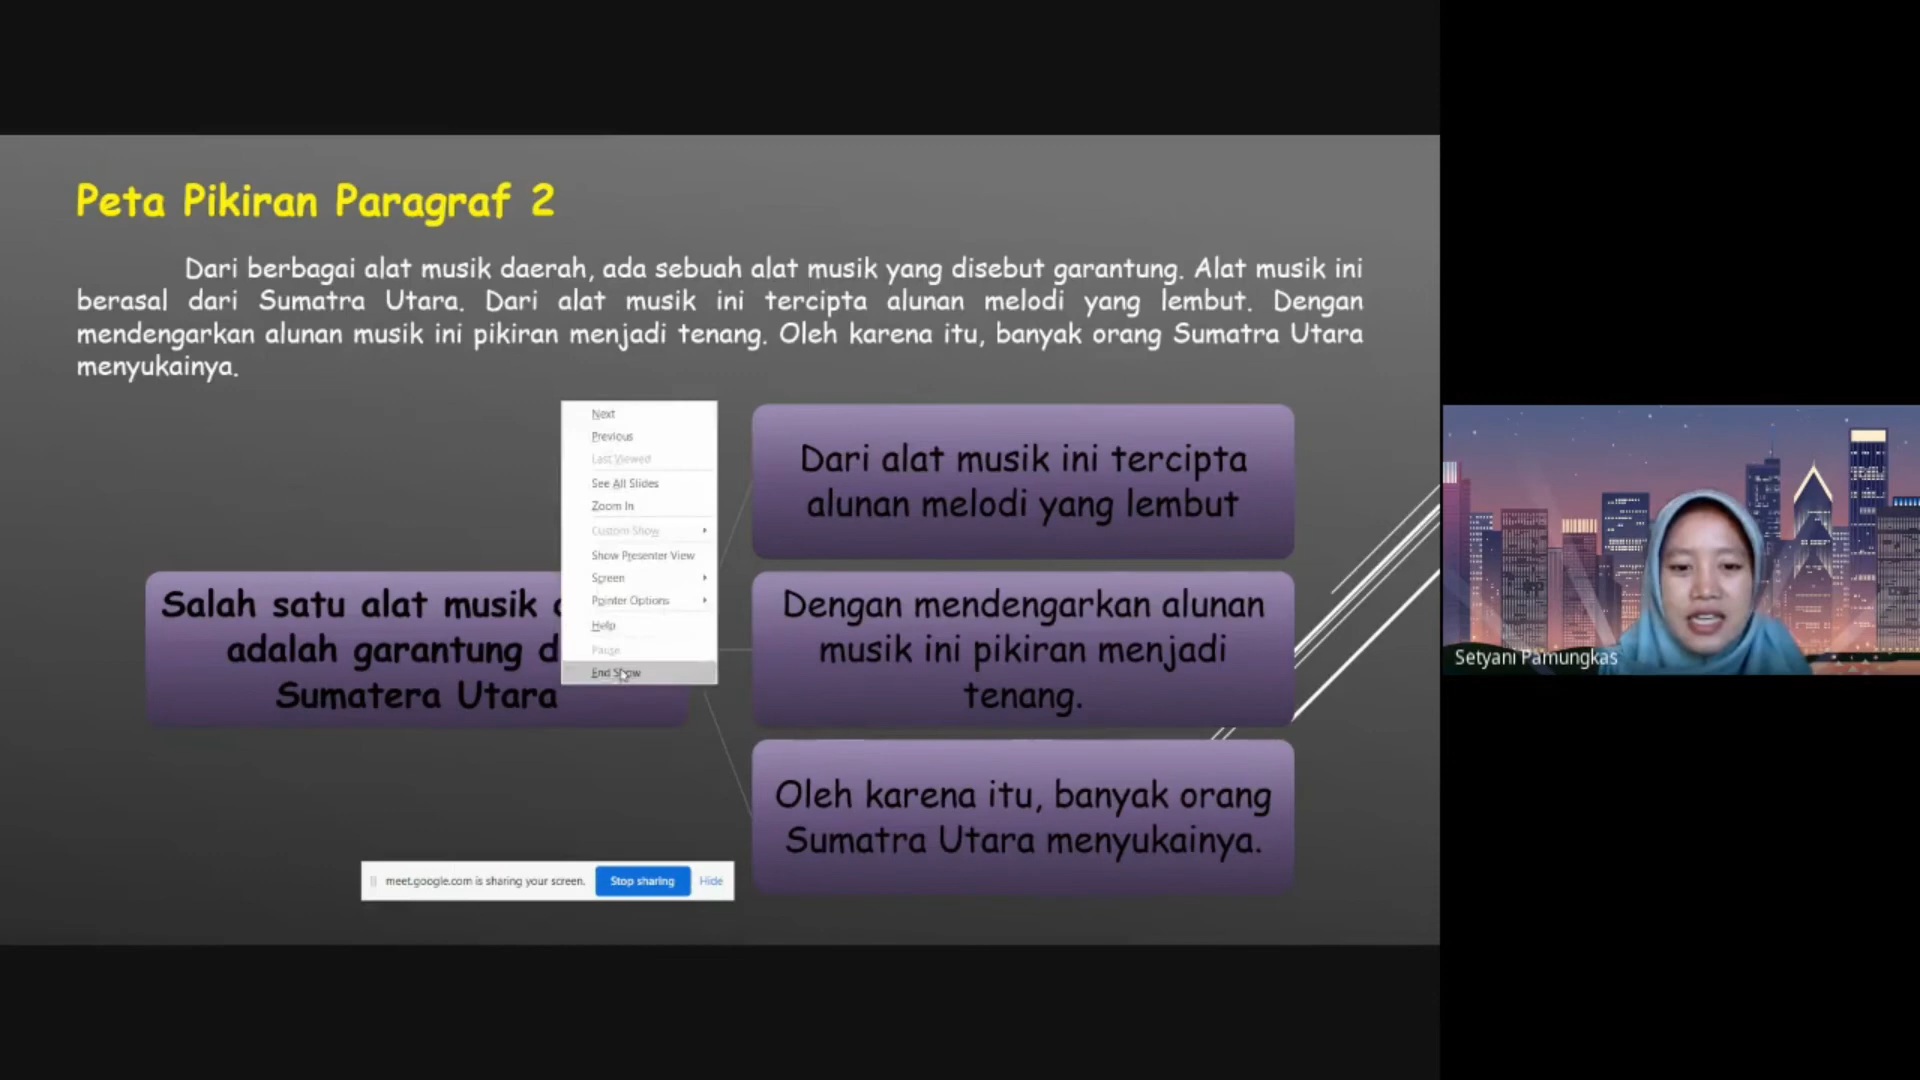 Peta Pikiran Paragraf 2
Dari berbagai alat musik daerah, ada sebuah alat musik yang disebut garantung. Alat musik ini
berasal dari Sumatra Utara. Dari alat musik ini tercipta alunan melodi yang lembut. Dengan
mendengarkan alunan musik ini pikiran menjadi tenang. Oleh karena itu, banyak orang Sumatra Utara
menyukainya.
Salah satu alat musik
adalah garantung
Sumatera Utara
Next
Previous
Last Viewed
See All Slides
Zoom In
Custom Show
Show Presenter View
Screen
Pointer Options
Help
Pause
End Show
Dari alat musik ini tercipta
alunan melodi yang lembut
Dengan mendengarkan alunan
musik ini pikiran menjadi
tenang.
Oleh karena itu, banyak orang
Sumatra Utara menyukainya.
meet.google.com is sharing your screen.
Stop sharing
Hide
Setyani Pamungkas